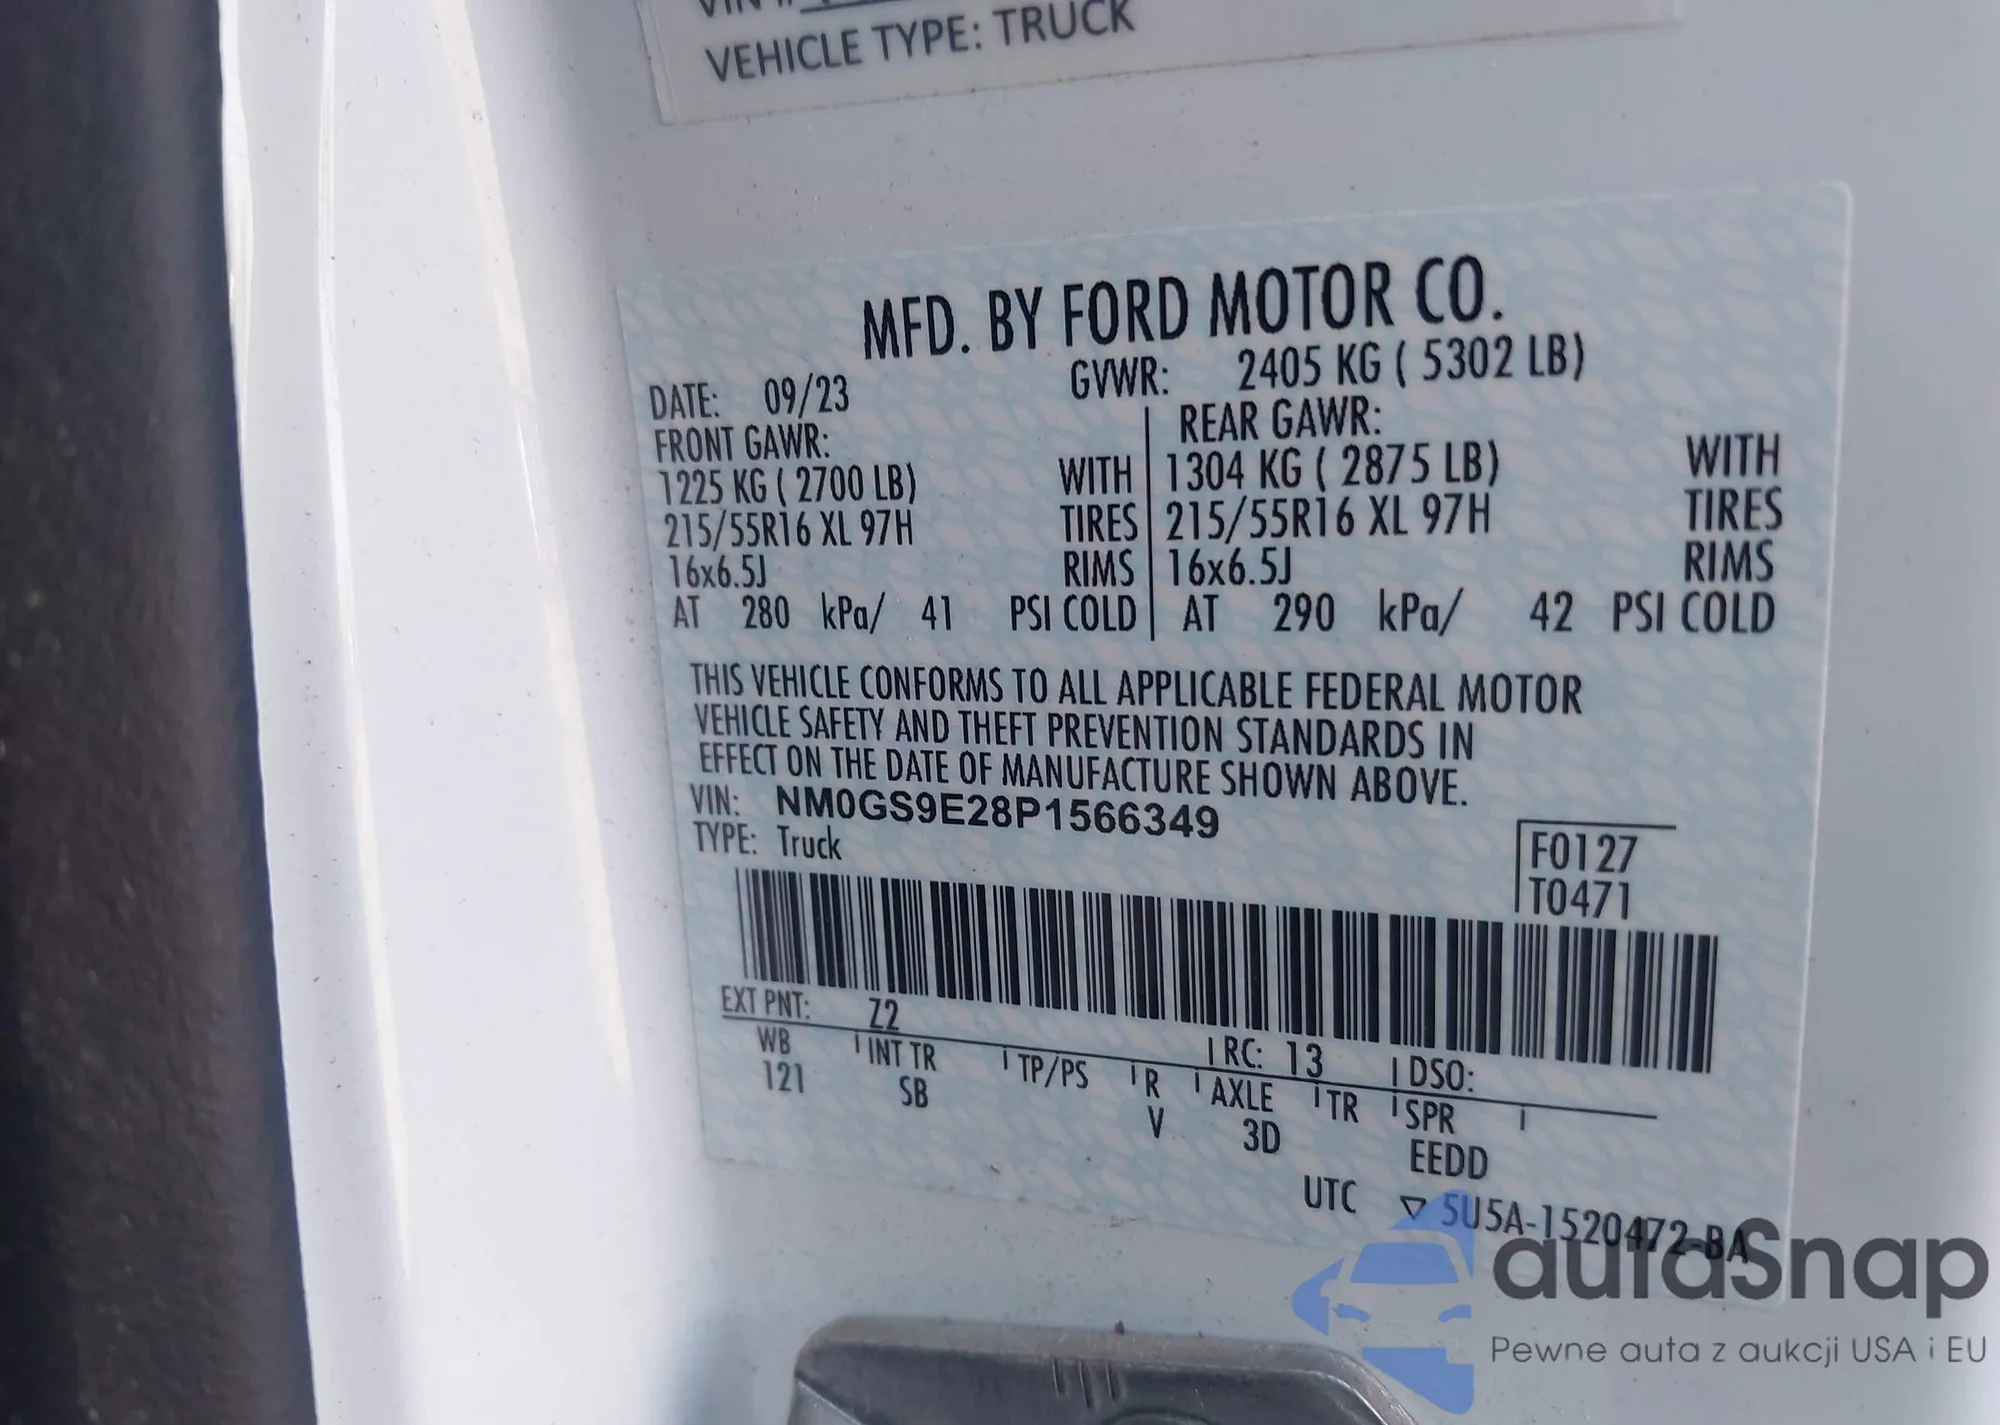 VEHICLE TYPE: TRUCK
MFD. BY FORD MOTOR CO.
DATE: 09/23 GVWR: 2405 KG ( 5302 LB)
FRONT GAWR: REAR GAWR:
1225 KG ( 2700 LB) WITH 1304 KG ( 2875 LB) WITH
215/55R16 XL 97H TIRES 215/55R16 XL 97H TIRES
16x6.5J RIMS 16x6.5J RIMS
AT 280 kPa/ 41 PSI COLD AT 290 kPa/ 42 PSI COLD
THIS VEHICLE CONFORMS TO ALL APPLICABLE FEDERAL MOTOR
VEHICLE SAFETY AND THEFT PREVENTION STANDARDS IN
EFFECT ON THE DATE OF MANUFACTURE SHOWN ABOVE.
VIN: NM0GS9E28P1566349
TYPE: Truck
F0127
T0471
EXT PNT: Z2 RC: 13 DSO:
WB INT TR TP/PS R AXLE TR SPR
121 SB V 3D EEDD
UTC ▽ 5U5A-1520472-BA
autaSnap
Pewne auta z aukcji USA i EU